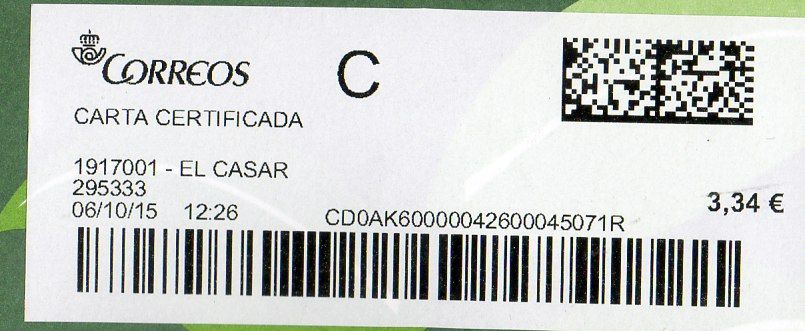 CORREOS
C
CARTA CERTIFICADA
1917001 - EL CASAR
295333
06/10/15 12:26
CD0AK60000042600045071R
3,34 €